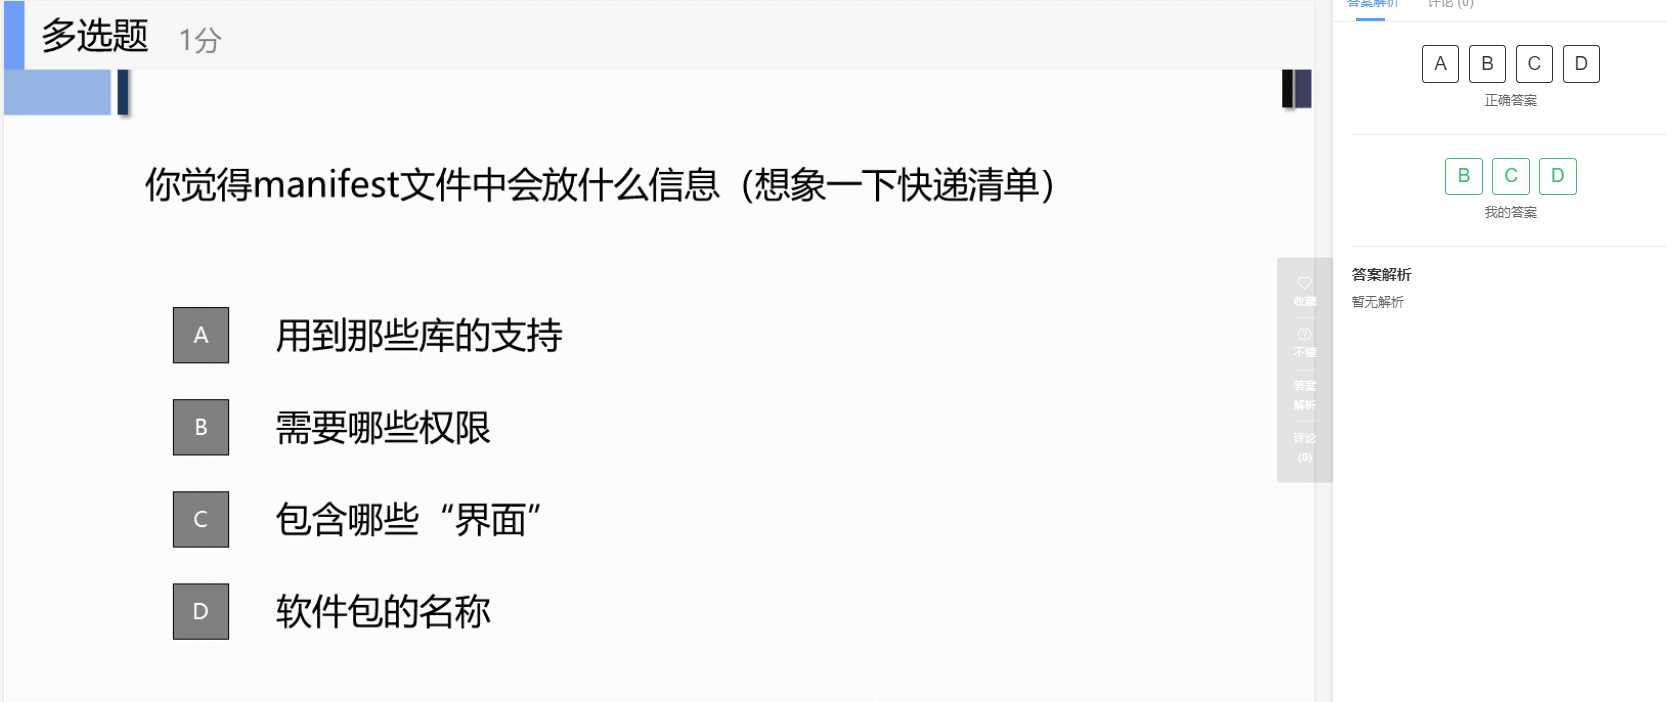 多选题 1分
你觉得manifest文件中会放什么信息（想象一下快递清单）
A 用到那些库的支持
B 需要哪些权限
C 包含哪些“界面”
D 软件包的名称
收藏
不懂
答案
解析
评论
(0)
答案解析 评论 (0)
A B C D
正确答案
B C D
我的答案
答案解析
暂无解析